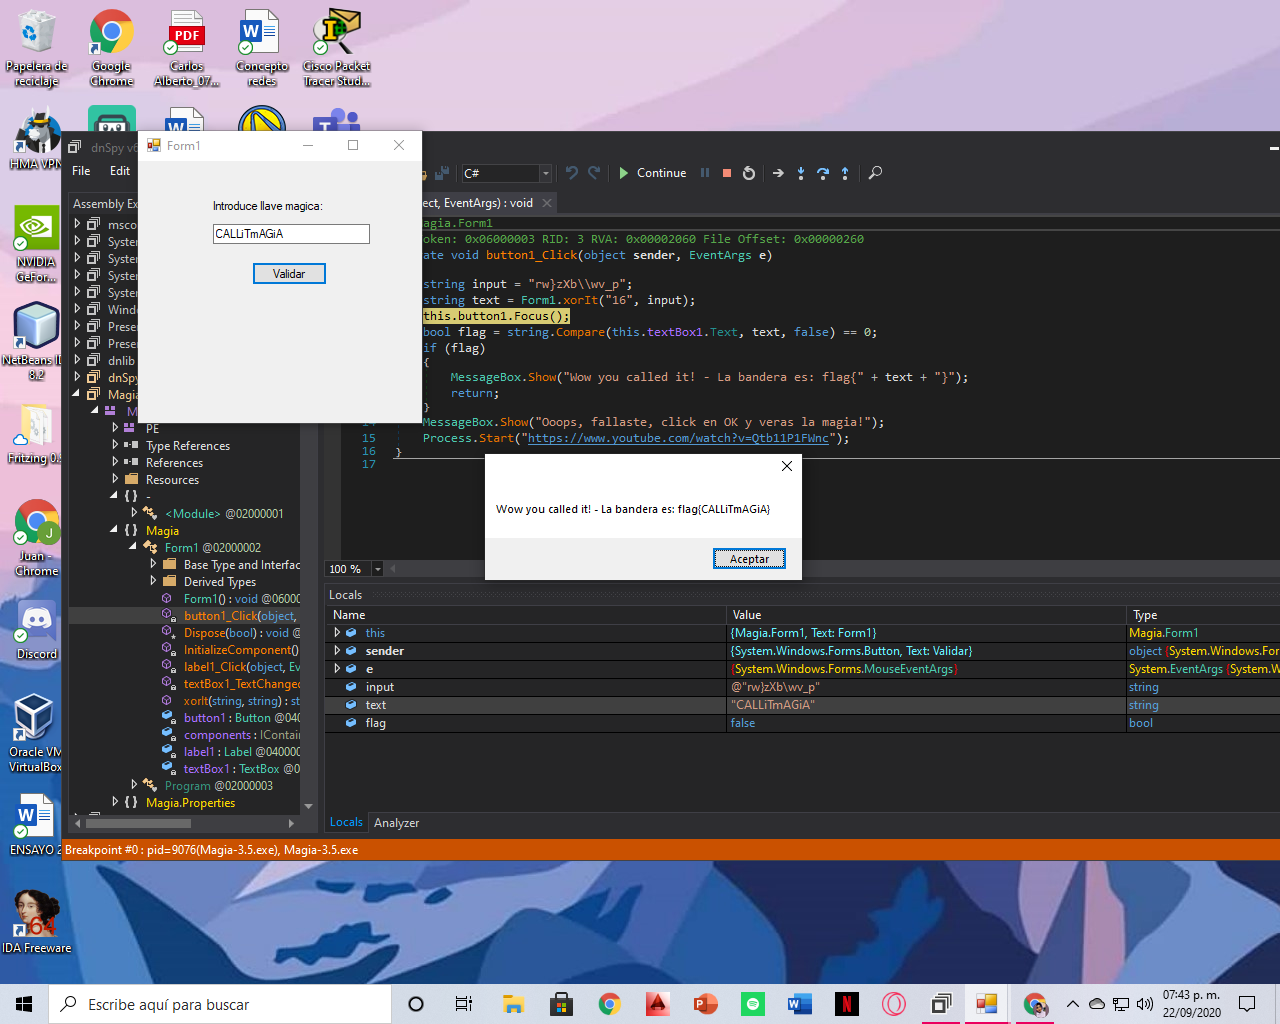 Papelera de
reciclaje
Google
Chrome
PDF
Carlos
Alberto_07...
Concepto
redes
Cisco Packet
Tracer Stud...
HMA VPN
NVIDIA
GeFor...
NetBeans ID
8.2
Fritzing 0.
Juan -
Chrome
Discord
Oracle VM
VirtualBox
ENSAYO 2
64
IDA Freeware
dnSpy v6
File
Edit
C#
Continue
Form1
Introduce llave magica:
CALLiTmAGiA
Validar
Assembly Ex
msco
System
System
System
System
Wind
Preser
Preser
dnlib
dnSpy
Magia
M
PE
Type References
References
Resources
{ } -
<Module> @02000001
{ } Magia
Form1 @02000002
Base Type and Interfac
Derived Types
Form1() : void @0600
button1_Click(object,
Dispose(bool) : void @
InitializeComponent()
label1_Click(object, Ev
textBox1_TextChanged
xorIt(string, string) : st
button1 : Button @040
components : IContain
label1 : Label @040000
textBox1 : TextBox @0
Program @02000003
{ } Magia.Properties
ect, EventArgs) : void
agia.Form1
oken: 0x06000003 RID: 3 RVA: 0x00002060 File Offset: 0x00000260
ate void button1_Click(object sender, EventArgs e)
string input = "rw}zXb\\wv_p";
string text = Form1.xorIt("16", input);
this.button1.Focus();
bool flag = string.Compare(this.textBox1.Text, text, false) == 0;
if (flag)
{
MessageBox.Show("Wow you called it! - La bandera es: flag{" + text + "}");
return;
}
14 MessageBox.Show("Ooops, fallaste, click en OK y veras la magia!");
15 Process.Start("https://www.youtube.com/watch?v=Qtb11P1FWnc");
16 }
17
Wow you called it! - La bandera es: flag{CALLiTmAGiA}
Aceptar
100 %
Locals
Name Value Type
this {Magia.Form1, Text: Form1} Magia.Form1
sender {System.Windows.Forms.Button, Text: Validar} object {System.Windows.For
e {System.Windows.Forms.MouseEventArgs} System.EventArgs {System.W
input @"rw}zXb\wv_p" string
text "CALLiTmAGiA" string
flag false bool
Locals
Analyzer
Breakpoint #0 : pid=9076(Magia-3.5.exe), Magia-3.5.exe
Escribe aquí para buscar
07:43 p. m.
22/09/2020